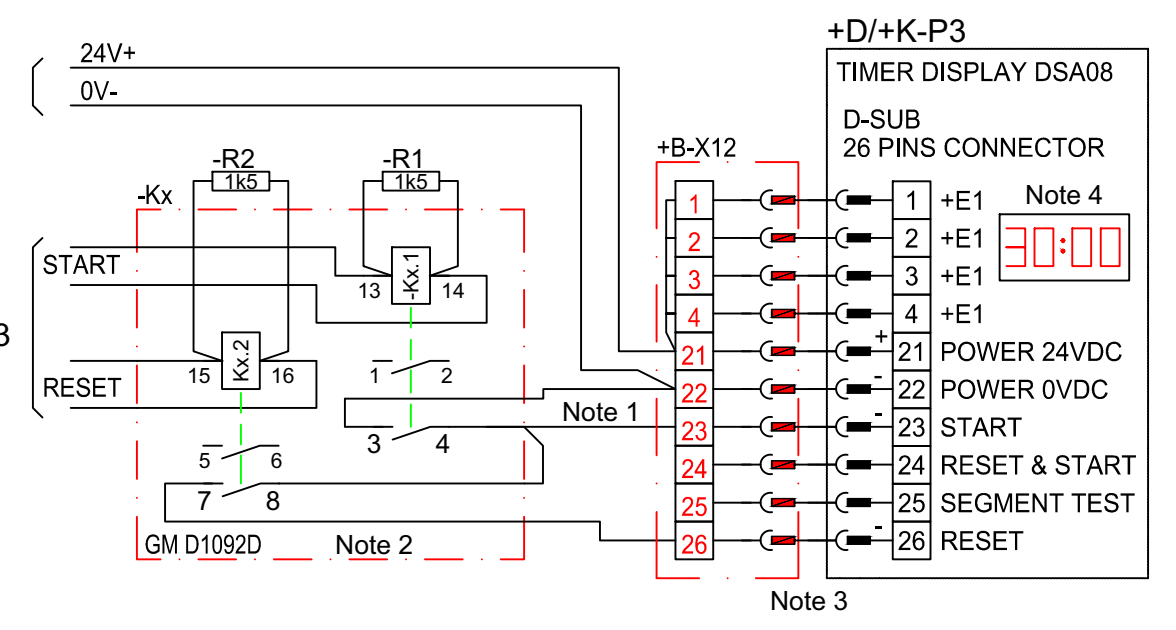 +D/+K-P3
24V+
0V-
TIMER DISPLAY DSA08
D-SUB
26 PINS CONNECTOR
+B-X12
-R2
1k5
-R1
1k5
-Kx
START
13
-Kx.1
14
3
15
Kx.2
16
RESET
1
2
3
4
5
6
7
8
GM D1092D
Note 2
Note 1
1
2
3
4
21
22
23
24
25
26
Note 3
1 +E1
2 +E1
3 +E1
4 +E1
+
21 POWER 24VDC
-
22 POWER 0VDC
-
23 START
24 RESET & START
25 SEGMENT TEST
-
26 RESET
Note 4
30:00